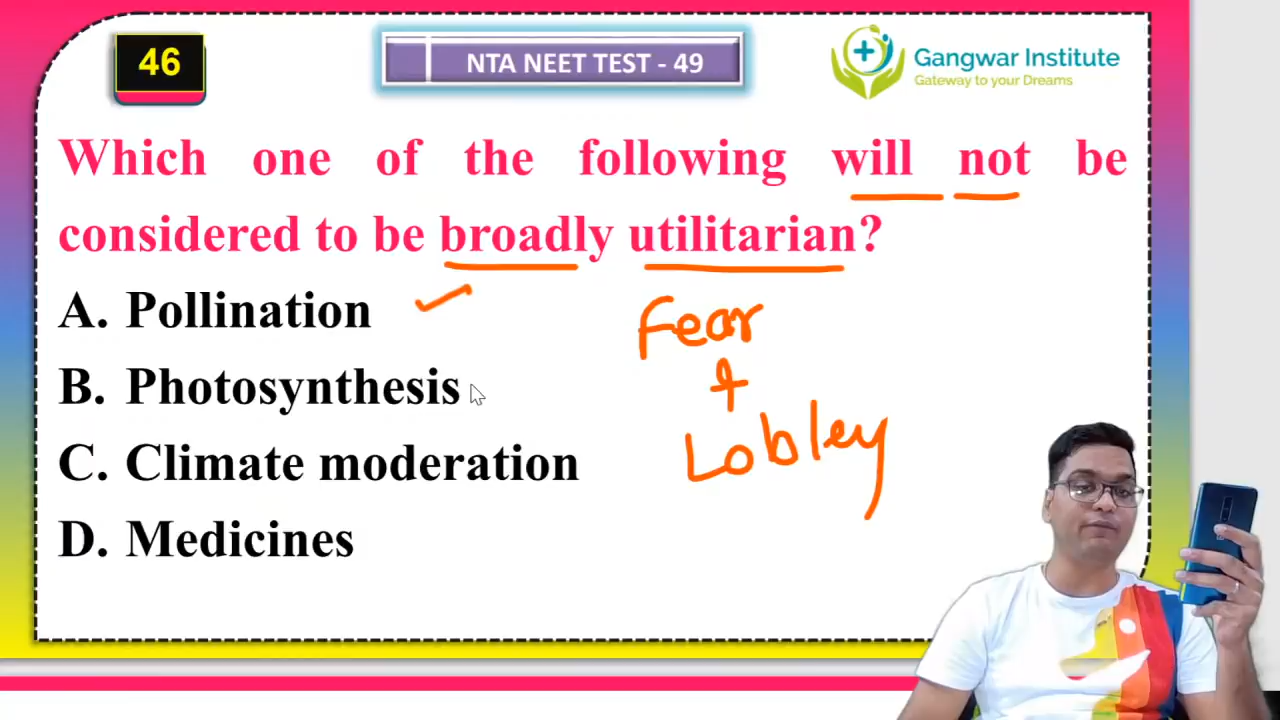 46
NTA NEET TEST - 49
Gangwar Institute
Gateway to your Dreams
Which one of the following will not be
considered to be broadly utilitarian?
A. Pollination
B. Photosynthesis
C. Climate moderation
D. Medicines
Fear
+
Lobley